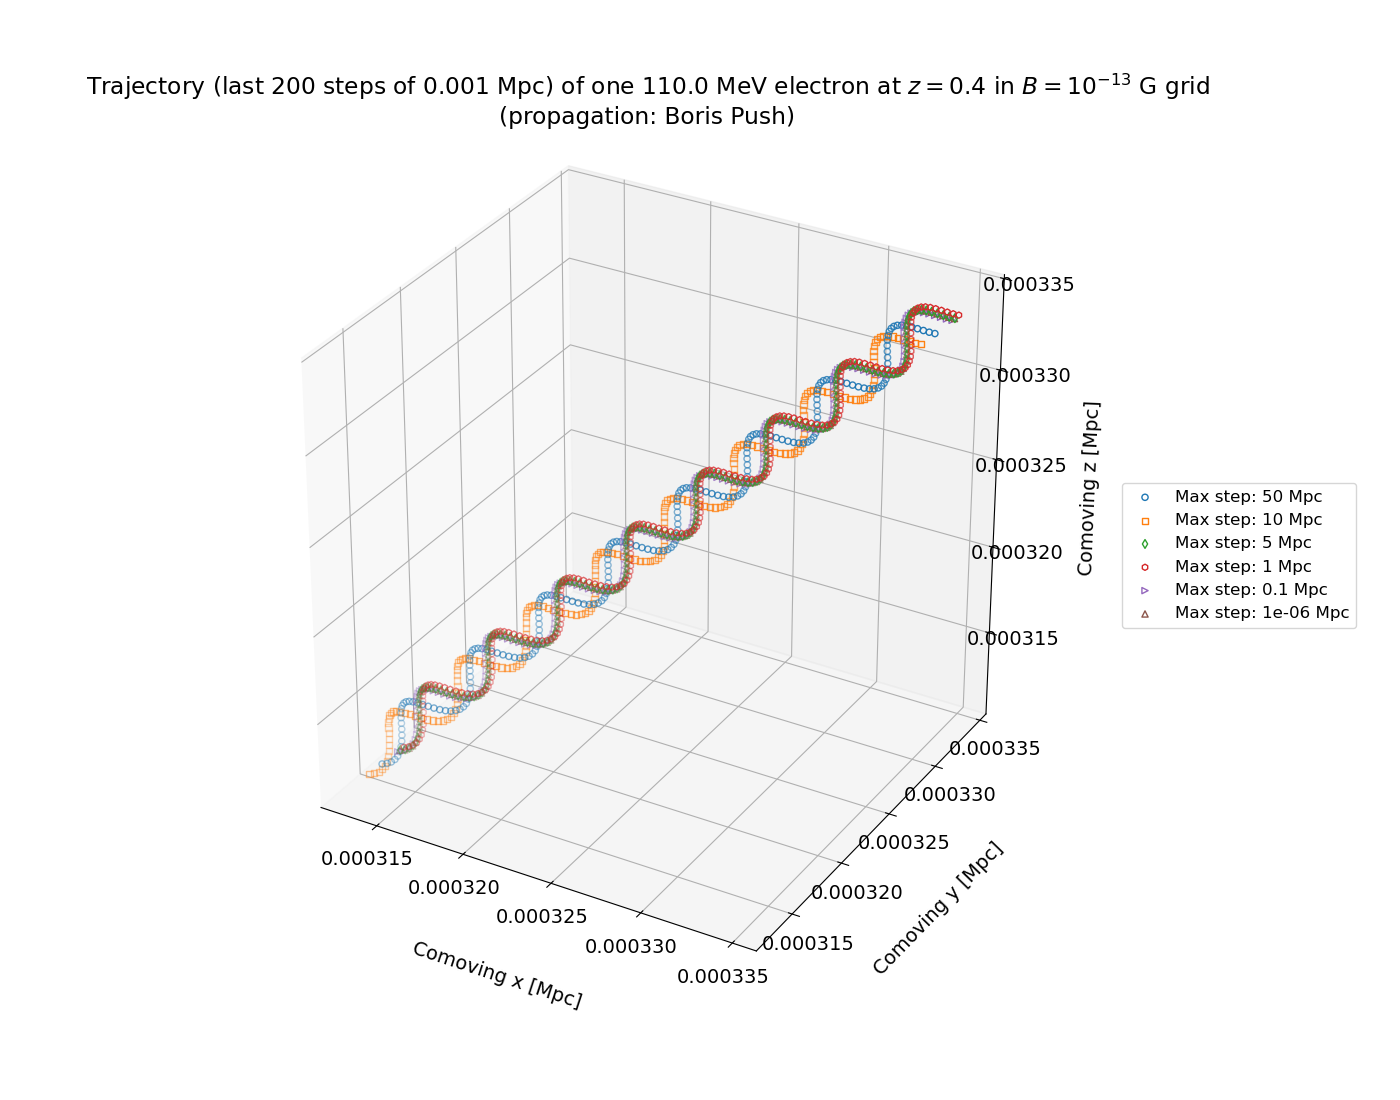 Trajectory (last 200 steps of 0.001 Mpc) of one 110.0 MeV electron at z = 0.4 in B = 10⁻¹³ G grid
(propagation: Boris Push)
0.000335
0.000330
0.000325
0.000320
0.000315
Comoving z [Mpc]
Max step: 50 Mpc
Max step: 10 Mpc
Max step: 5 Mpc
Max step: 1 Mpc
Max step: 0.1 Mpc
Max step: 1e-06 Mpc
0.000335
0.000330
0.000325
0.000320
0.000315
Comoving y [Mpc]
0.000315
0.000320
0.000325
0.000330
0.000335
Comoving x [Mpc]